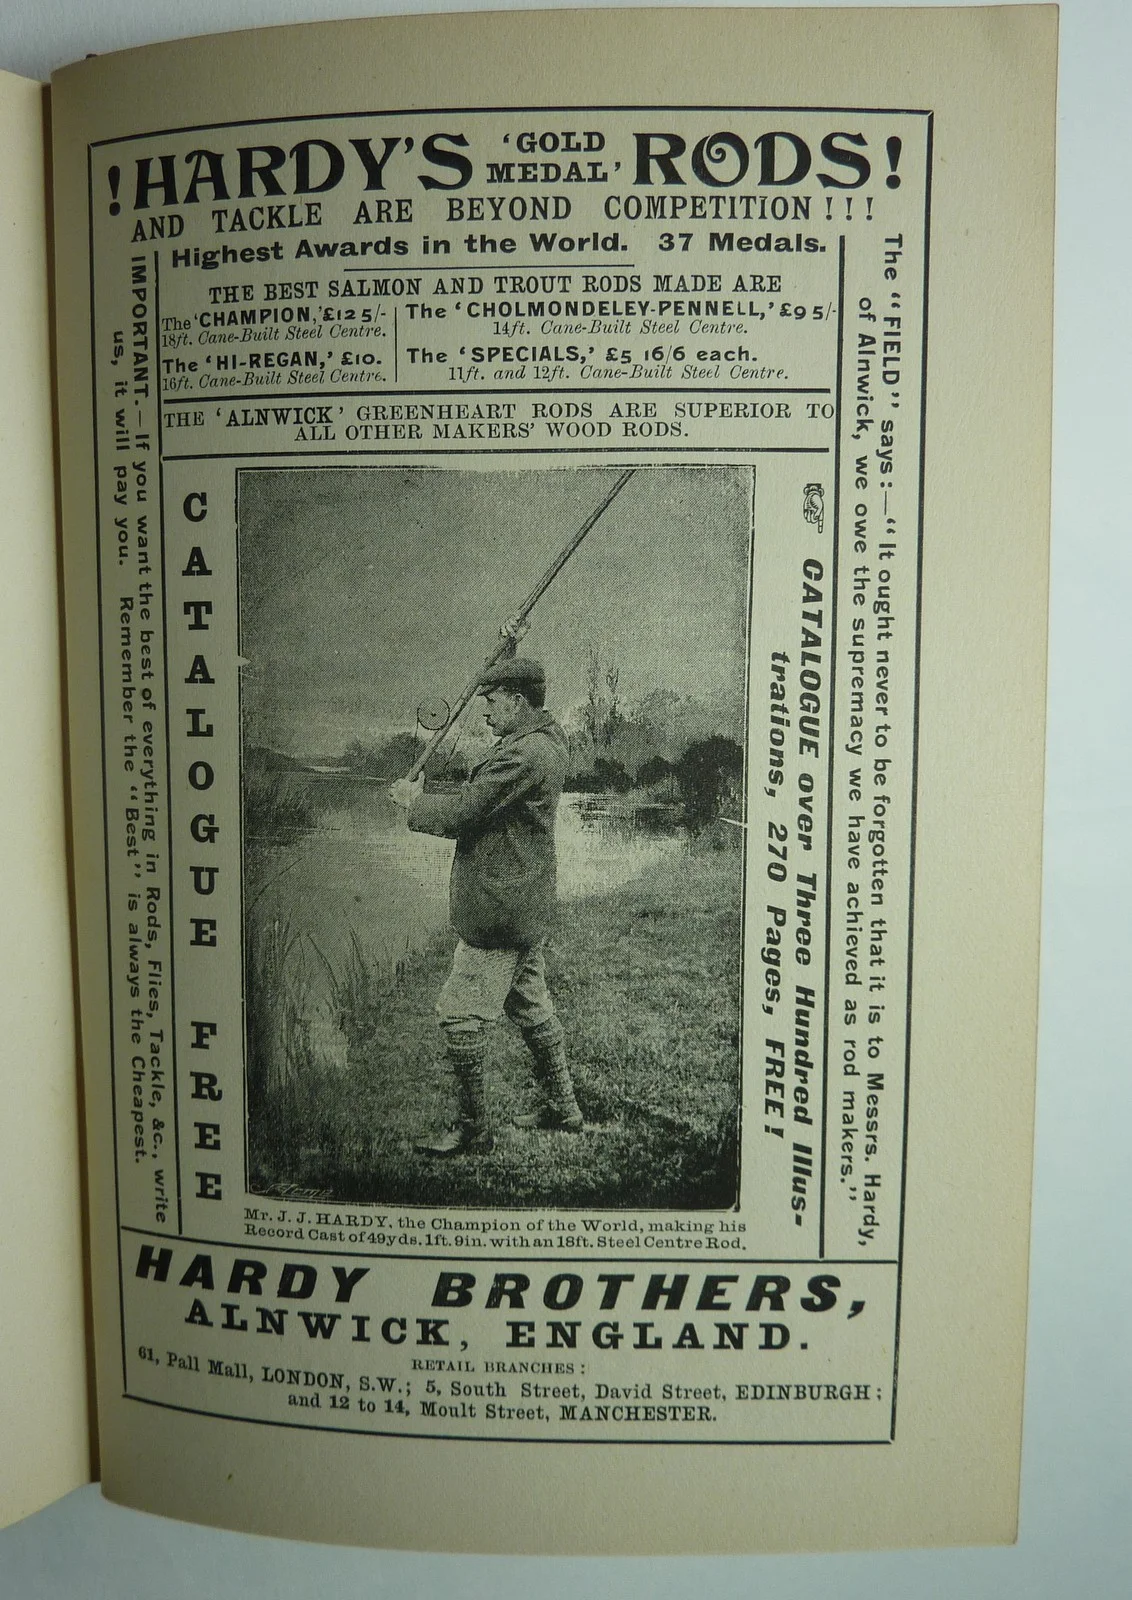 !HARDY'S 'GOLD MEDAL' RODS!
AND TACKLE ARE BEYOND COMPETITION!!!
Highest Awards in the World. 37 Medals.
THE BEST SALMON AND TROUT RODS MADE ARE
The 'CHAMPION,' £12 5/-
18ft. Cane-Built Steel Centre.
The 'HI-REGAN,' £10.
16ft. Cane-Built Steel Centre.
The 'CHOLMONDELEY-PENNELL,' £9 5/-
14ft. Cane-Built Steel Centre.
The 'SPECIALS,' £5 16/6 each.
11ft. and 12ft. Cane-Built Steel Centre.
THE 'ALNWICK' GREENHEART RODS ARE SUPERIOR TO
ALL OTHER MAKERS' WOOD RODS.
IMPORTANT.—If you want the best of everything in Rods, Flies, Tackle, &c., write
us, it will pay you. Remember the "Best" is always the Cheapest.
CATALOGUE FREE
CATALOGUE over Three Hundred Illus-
trations, 270 Pages, FREE!
The "FIELD" says:—"It ought never to be forgotten that it is to Messrs. Hardy,
of Alnwick, we owe the supremacy we have achieved as rod makers."
Mr. J. J. HARDY, the Champion of the World, making his
Record Cast of 49yds. 1ft. 9in. with an 18ft. Steel Centre Rod.
HARDY BROTHERS,
ALNWICK, ENGLAND.
RETAIL BRANCHES:
61, Pall Mall, LONDON, S.W.; 5, South Street, David Street, EDINBURGH;
and 12 to 14, Moult Street, MANCHESTER.